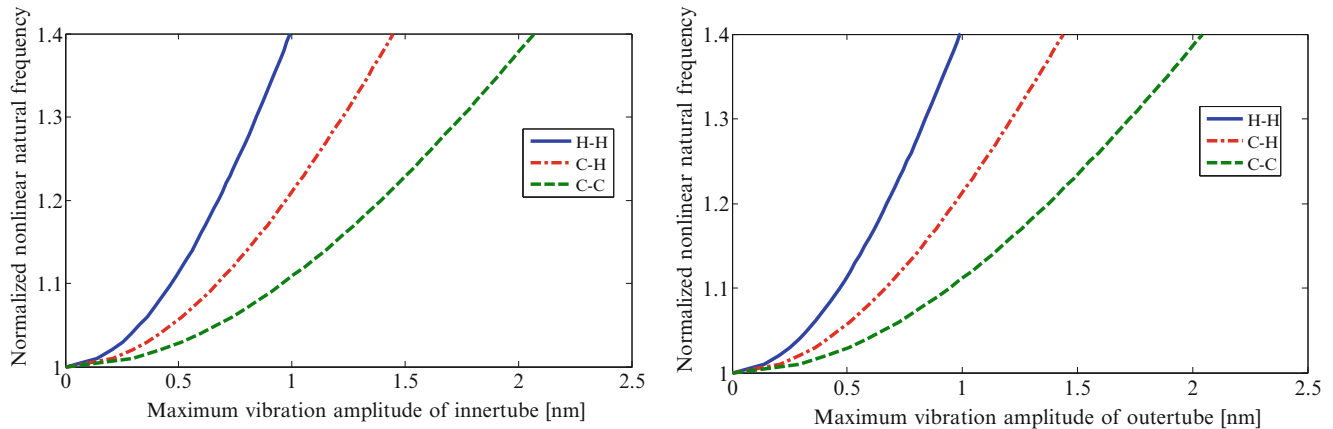 Normalized nonlinear natural frequency
1.4
1.3
1.2
1.1
1
0
0.5
1
1.5
2
2.5
H-H
C-H
C-C
Maximum vibration amplitude of innertube [nm]
Normalized nonlinear natural frequency
1.4
1.3
1.2
1.1
1
0
0.5
1
1.5
2
2.5
H-H
C-H
C-C
Maximum vibration amplitude of outertube [nm]